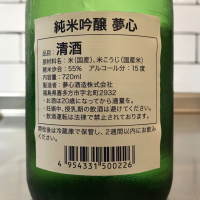 純米吟醸 夢心
品名：清酒
原材料名：米(国産)、米こうじ(国産米)
精米歩合：55% アルコール分：15度
内容量：720ml
製造者：夢心酒造株式会社
福島県喜多方市字北町2932
・お酒は20歳になってから適量を。
・妊娠中、授乳期の飲酒は避けてください。
・飲酒運転は法律で禁止されております。
開栓後は冷蔵庫で保管し、2週間以内にお飲み
ください。
4 954331 500226